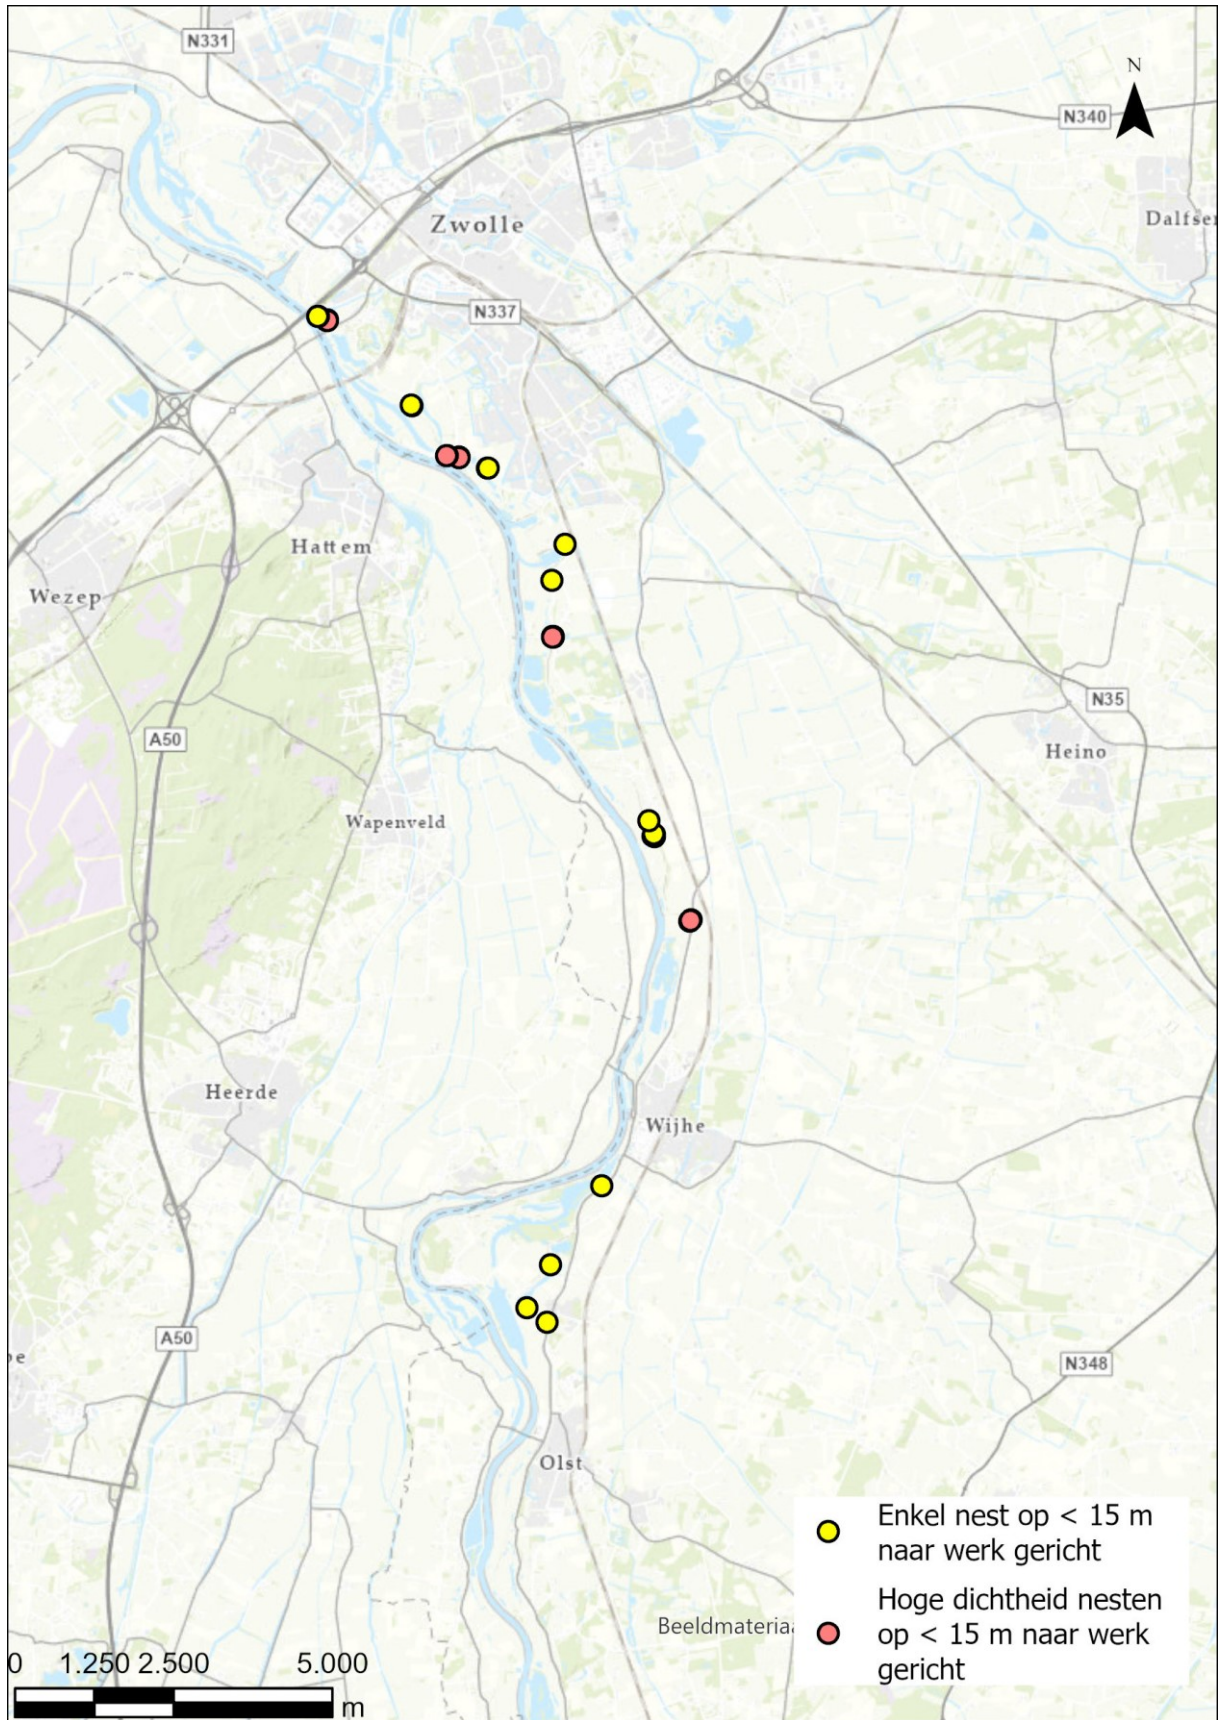 N331
N
N340
Zwolle
Dalfse
N337
Hattem
Wezep
N35
A50
Heino
Wapenveld
Heerde
Wijhe
A50
pe
N348
Olst
Enkel nest op < 15 m
naar werk gericht
Hoge dichtheid nesten
op < 15 m naar werk
gericht
Beeldmateriaa
0 1.250 2.500 5.000
m